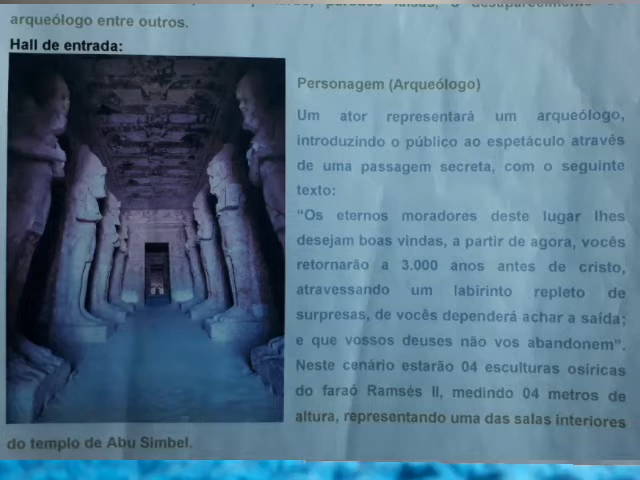 arqueólogo entre outros.
Hall de entrada:
Personagem (Arqueólogo)
Um ator representará um arqueólogo,
introduzindo o público ao espetáculo através
de uma passagem secreta, com o seguinte
texto:
"Os eternos moradores deste lugar lhes
desejam boas vindas, a partir de agora, vocês
retornarão a 3.000 anos antes de cristo,
atravessando um labirinto repleto de
surpresas, de vocês dependerá achar a saída;
e que vossos deuses não vos abandonem".
Neste cenário estarão 04 esculturas osíricas
do faraó Ramsés II, medindo 04 metros de
altura, representando uma das salas interiores
do templo de Abu Simbel.